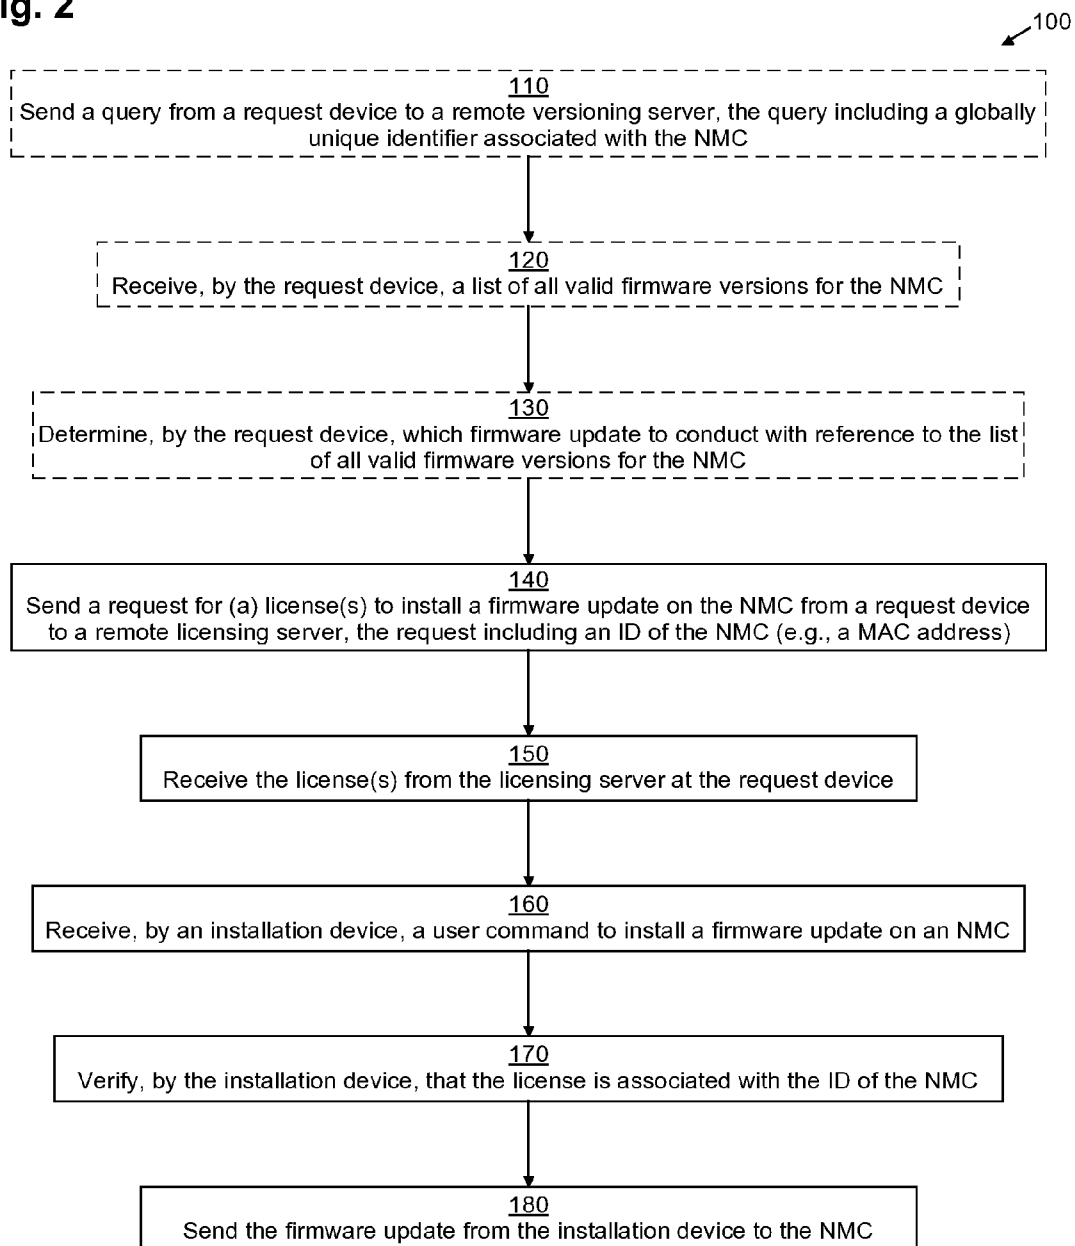 ig. 2
100
110
Send a query from a request device to a remote versioning server, the query including a globally
unique identifier associated with the NMC
120
Receive, by the request device, a list of all valid firmware versions for the NMC
130
Determine, by the request device, which firmware update to conduct with reference to the list
of all valid firmware versions for the NMC
140
Send a request for (a) license(s) to install a firmware update on the NMC from a request device
to a remote licensing server, the request including an ID of the NMC (e.g., a MAC address)
150
Receive the license(s) from the licensing server at the request device
160
Receive, by an installation device, a user command to install a firmware update on an NMC
170
Verify, by the installation device, that the license is associated with the ID of the NMC
180
Send the firmware update from the installation device to the NMC